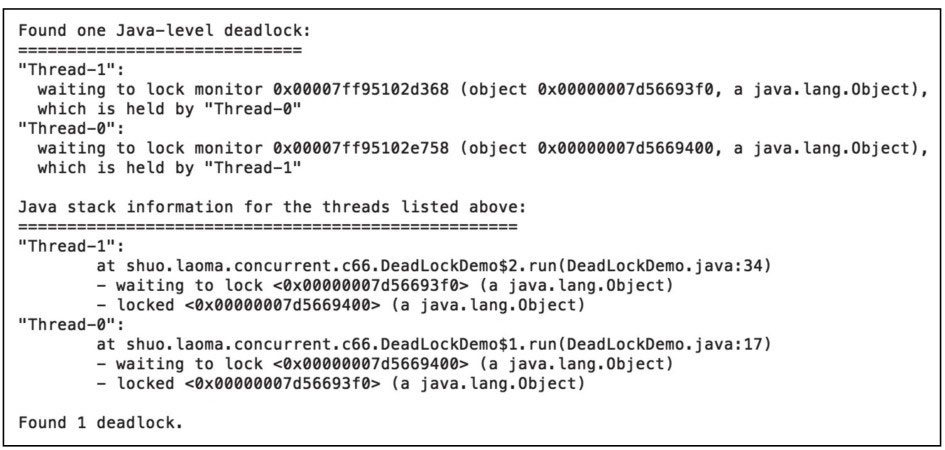 Found one Java-level deadlock:
=============================
"Thread-1":
  waiting to lock monitor 0x00007ff95102d368 (object 0x00000007d56693f0, a java.lang.Object),
  which is held by "Thread-0"
"Thread-0":
  waiting to lock monitor 0x00007ff95102e758 (object 0x00000007d5669400, a java.lang.Object),
  which is held by "Thread-1"

Java stack information for the threads listed above:
===================================================
"Thread-1":
        at shuo.laoma.concurrent.c66.DeadLockDemo$2.run(DeadLockDemo.java:34)
        - waiting to lock <0x00000007d56693f0> (a java.lang.Object)
        - locked <0x00000007d5669400> (a java.lang.Object)
"Thread-0":
        at shuo.laoma.concurrent.c66.DeadLockDemo$1.run(DeadLockDemo.java:17)
        - waiting to lock <0x00000007d5669400> (a java.lang.Object)
        - locked <0x00000007d56693f0> (a java.lang.Object)

Found 1 deadlock.